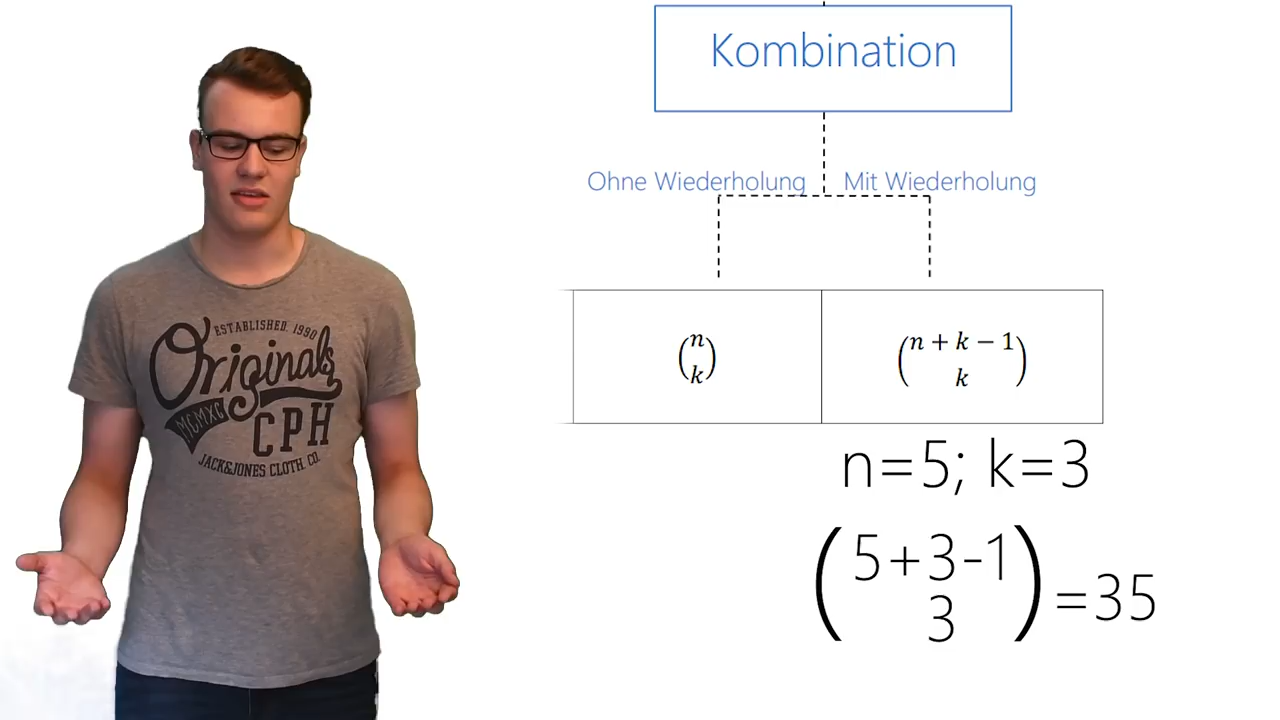 Kombination
Ohne Wiederholung Mit Wiederholung
(n k) (n + k − 1 k)
n=5; k=3
(5+3-1 3) =35
ESTABLISHED. 1990
Originals
MCMXC
CPH
JACK&JONES CLOTH. CO.